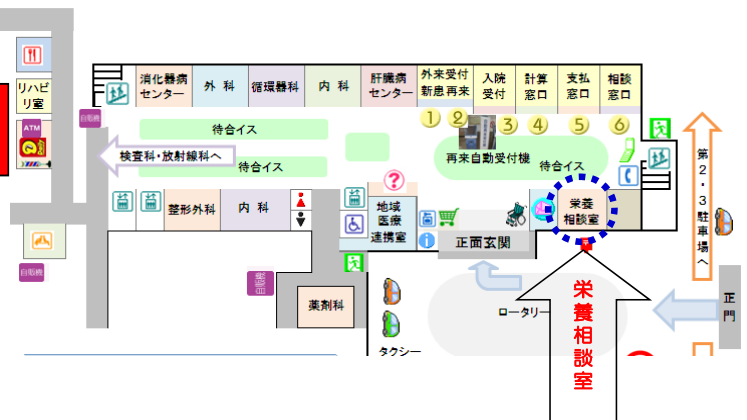 リハビ
リ室
ATM
自販機
消化器病
センター
外 科
循環器科
内 科
肝臓病
センター
外来受付
新患再来
入院
受付
計算
窓口
支払
窓口
相談
窓口
①
②
③
④
⑤
⑥
待合イス
検査科・放射線科へ
待合イス
再来自動受付機
待合イス
第2・3駐車場へ
整形外科
内 科
地域
医療
連携室
栄養
相談室
正面玄関
自販機
自販機
薬剤科
タクシー
ロータリー
栄養相談室
正門